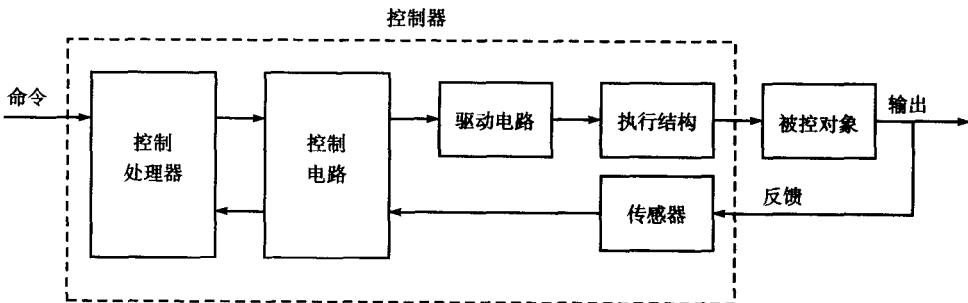 控制器
命令
控制
处理器
控制
电路
驱动电路
执行结构
被控对象
输出
传感器
反馈